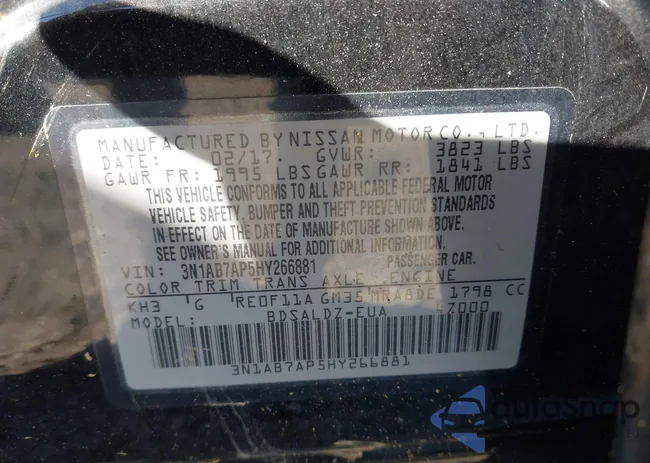 MANUFACTURED BY NISSAN MOTOR CO., LTD.
DATE: 02/17. GVWR: 3823 LBS
GAWR FR: 1995 LBS GAWR RR: 1841 LBS
THIS VEHICLE CONFORMS TO ALL APPLICABLE FEDERAL MOTOR
VEHICLE SAFETY, BUMPER AND THEFT PREVENTION STANDARDS
IN EFFECT ON THE DATE OF MANUFACTURE SHOWN ABOVE.
SEE OWNER'S MANUAL FOR ADDITIONAL INFORMATION.
VIN: 3N1AB7AP5HY266881 PASSENGER CAR.
COLOR TRIM TRANS AXLE ENGINE
KH3 G RE0F11A GM35 MRA8DE 1798 CC
MODEL: BDSALDZ-EUA 47000
3N1AB7AP5HY266881
autosnap